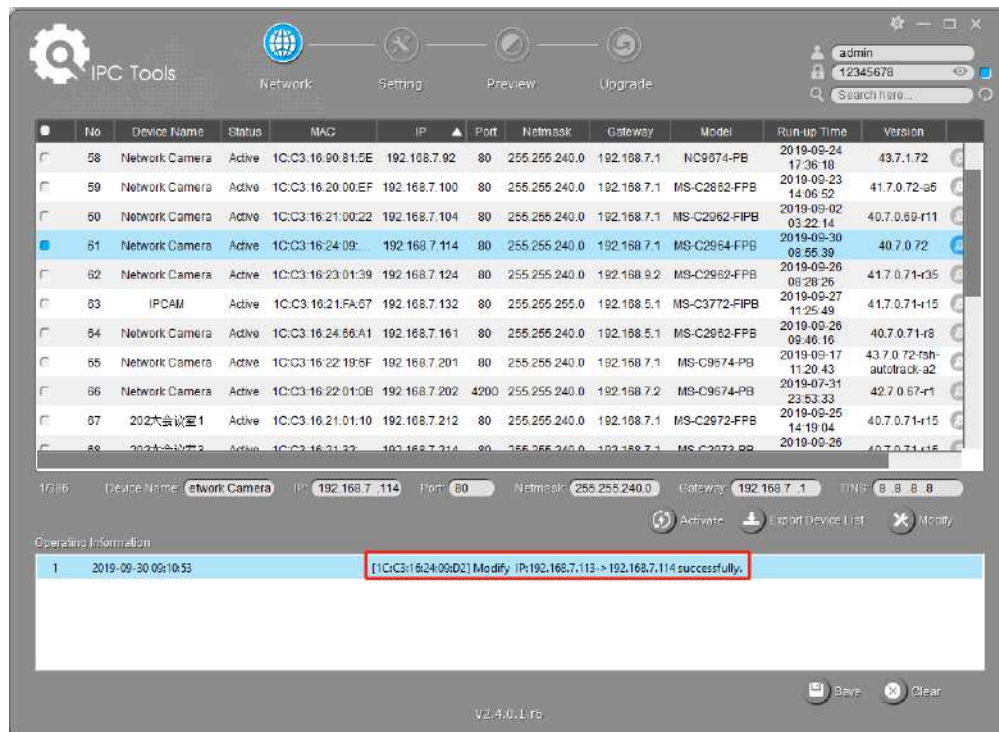 IPC Tools
Network Setting Preview Upgrade
admin
12345678
Search here...
No. Device Name Status MAC IP Port Netmask Gateway Model Run-up Time Version
58 Network Camera Active 1C:C3:16:90:81:5E 192.168.7.92 80 255.255.240.0 192.168.7.1 NC9674-PB 2019-09-24 17:36:18 43.7.1.72
59 Network Camera Active 1C:C3:16:20:00:EF 192.168.7.100 80 255.255.240.0 192.168.7.1 MS-C2862-FPB 2019-09-23 14:06:52 41.7.0.72-a5
60 Network Camera Active 1C:C3:16:21:00:22 192.168.7.104 80 255.255.240.0 192.168.7.1 MS-C2962-FIPB 2019-09-02 03:22:14 40.7.0.69-r11
61 Network Camera Active 1C:C3:16:24:09:... 192.168.7.114 80 255.255.240.0 192.168.7.1 MS-C2964-FPB 2019-09-30 08:55:39 40.7.0.72
62 Network Camera Active 1C:C3:16:23:01:39 192.168.7.124 80 255.255.240.0 192.168.9.2 MS-C2962-FPB 2019-09-26 08:28:26 41.7.0.71-r35
63 IPCAM Active 1C:C3:16:21:FA:67 192.168.7.132 80 255.255.255.0 192.168.5.1 MS-C3772-FIPB 2019-09-27 11:25:49 41.7.0.71-r15
64 Network Camera Active 1C:C3:16:24:66:A1 192.168.7.161 80 255.255.240.0 192.168.5.1 MS-C2962-FPB 2019-09-26 09:46:16 40.7.0.71-r8
65 Network Camera Active 1C:C3:16:22:19:6F 192.168.7.201 80 255.255.240.0 192.168.7.1 MS-C9674-PB 2019-09-17 11:20:43 43.7.0.72-fsh-autotrack-a2
66 Network Camera Active 1C:C3:16:22:01:0B 192.168.7.202 4200 255.255.240.0 192.168.7.2 MS-C9674-PB 2019-07-31 23:53:33 42.7.0.67-r1
67 202大会议室1 Active 1C:C3:16:21:01:10 192.168.7.212 80 255.255.240.0 192.168.7.1 MS-C2972-FPB 2019-09-25 14:19:04 40.7.0.71-r15
68 2019-09-26
1/386 Device Name: etwork Camera IP: 192.168.7 .114 Port: 80 Netmask: 255.255.240.0 Gateway: 192.168.7 .1 DNS: 8 .8 .8 .8
Activate Export Device List Modify
Operating Information
1 2019-09-30 09:10:53 [1C:C3:16:24:09:D2] Modify IP:192.168.7.113-> 192.168.7.114 successfully.
Save Clear
V2.4.0.1-r6